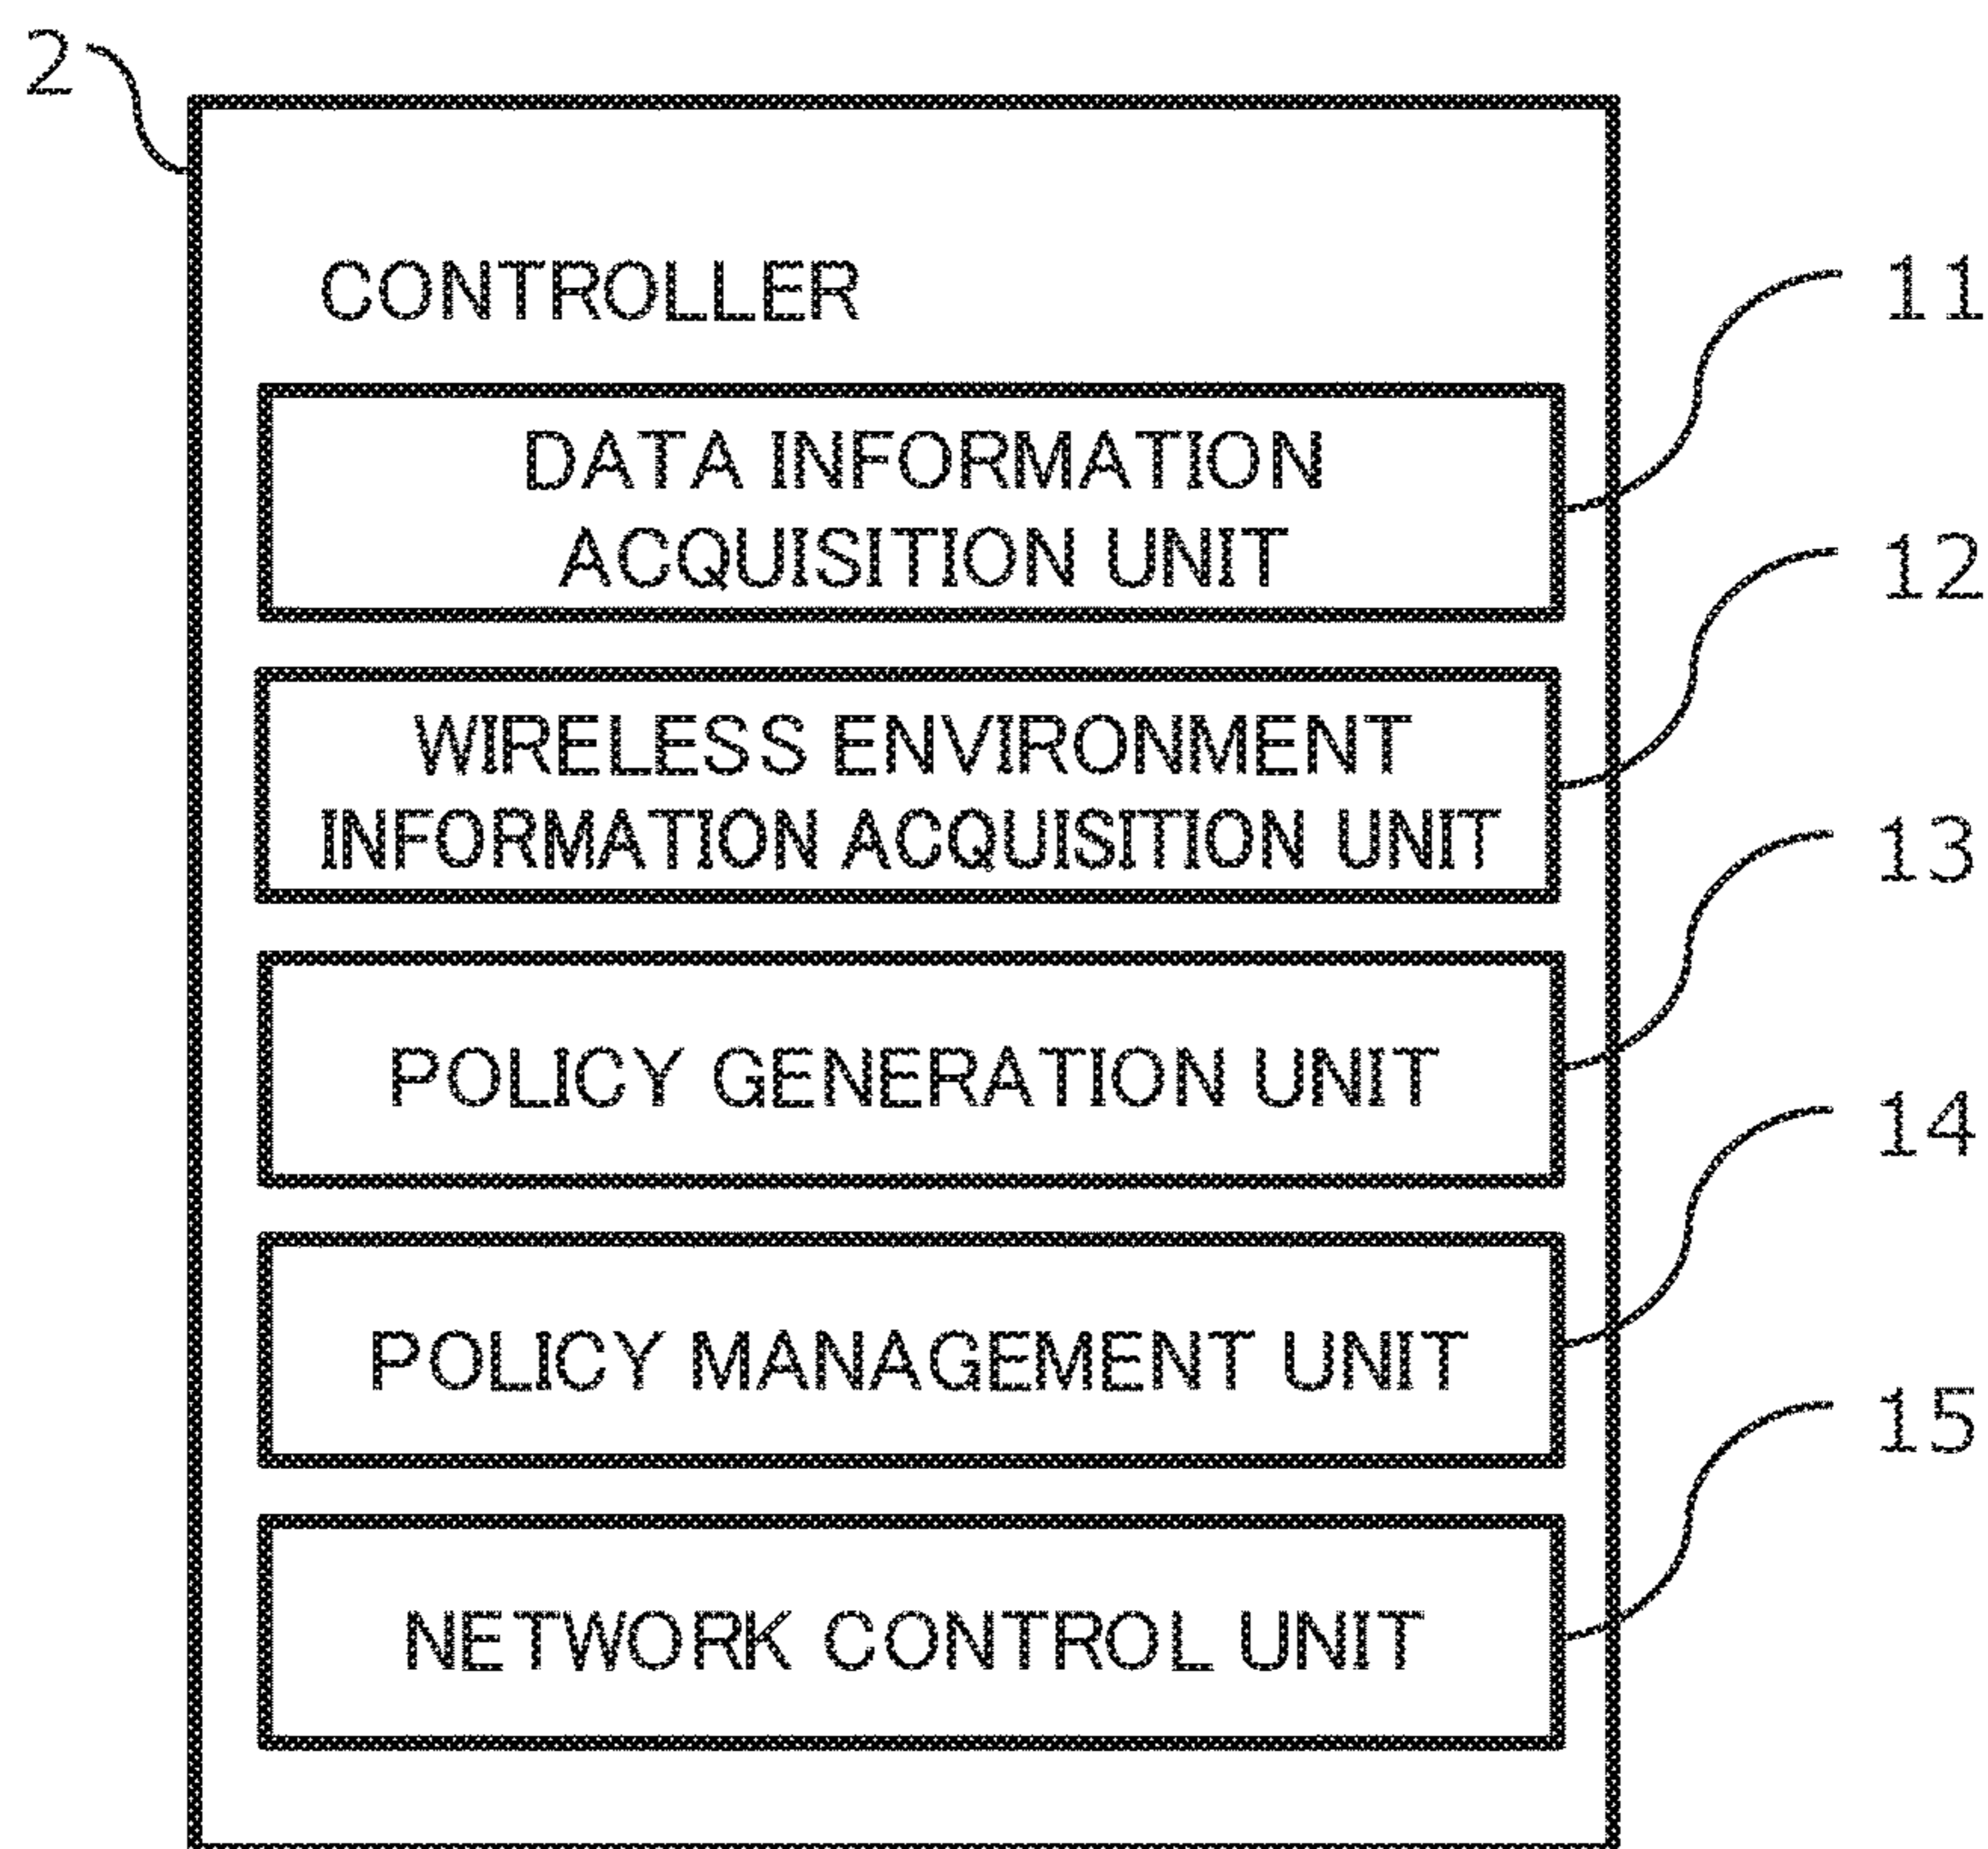 2
CONTROLLER
11
DATA INFORMATION
ACQUISITION UNIT
12
WIRELESS ENVIRONMENT
INFORMATION ACQUISITION UNIT
13
POLICY GENERATION UNIT
14
POLICY MANAGEMENT UNIT
15
NETWORK CONTROL UNIT